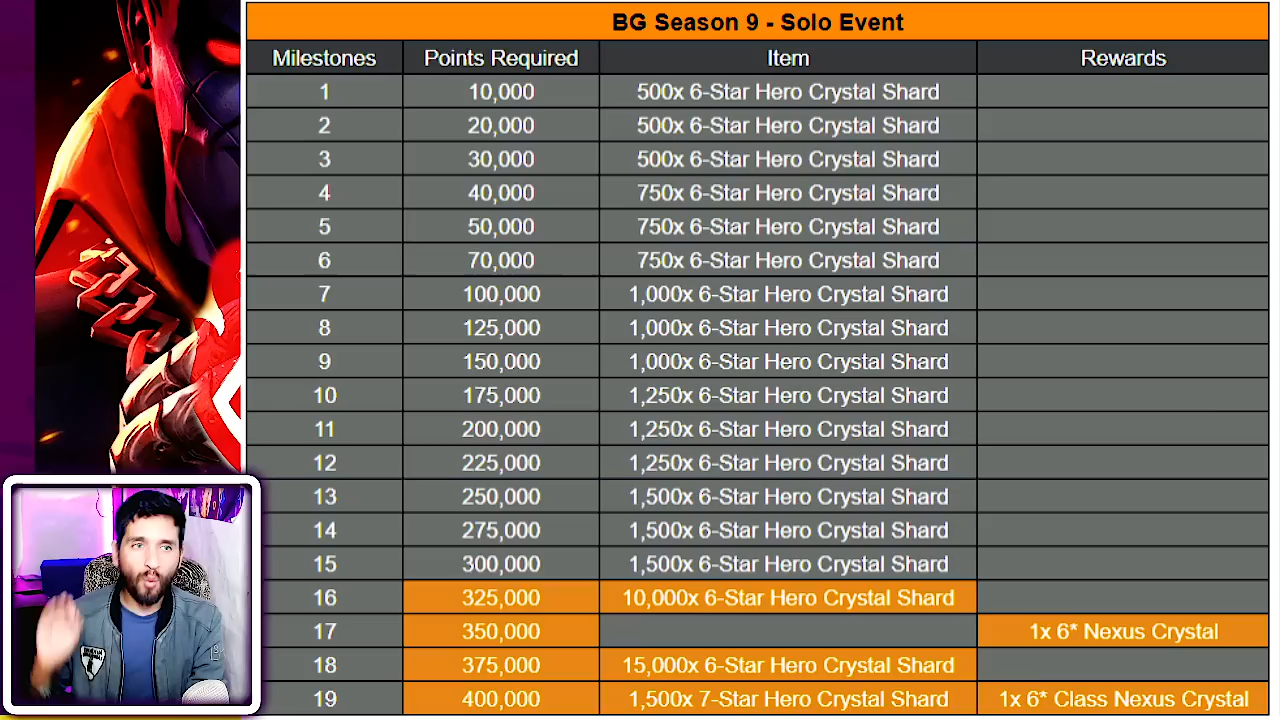 BG Season 9 - Solo Event
Milestones Points Required Item Rewards
1 10,000 500x 6-Star Hero Crystal Shard
2 20,000 500x 6-Star Hero Crystal Shard
3 30,000 500x 6-Star Hero Crystal Shard
4 40,000 750x 6-Star Hero Crystal Shard
5 50,000 750x 6-Star Hero Crystal Shard
6 70,000 750x 6-Star Hero Crystal Shard
7 100,000 1,000x 6-Star Hero Crystal Shard
8 125,000 1,000x 6-Star Hero Crystal Shard
9 150,000 1,000x 6-Star Hero Crystal Shard
10 175,000 1,250x 6-Star Hero Crystal Shard
11 200,000 1,250x 6-Star Hero Crystal Shard
12 225,000 1,250x 6-Star Hero Crystal Shard
13 250,000 1,500x 6-Star Hero Crystal Shard
14 275,000 1,500x 6-Star Hero Crystal Shard
15 300,000 1,500x 6-Star Hero Crystal Shard
16 325,000 10,000x 6-Star Hero Crystal Shard
17 350,000 1x 6* Nexus Crystal
18 375,000 15,000x 6-Star Hero Crystal Shard
19 400,000 1,500x 7-Star Hero Crystal Shard 1x 6* Class Nexus Crystal